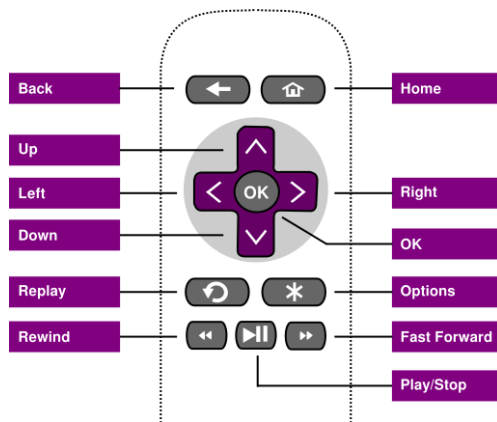 Back
Home
Up
Left
OK
Right
Down
OK
Replay
Options
Rewind
Fast Forward
Play/Stop